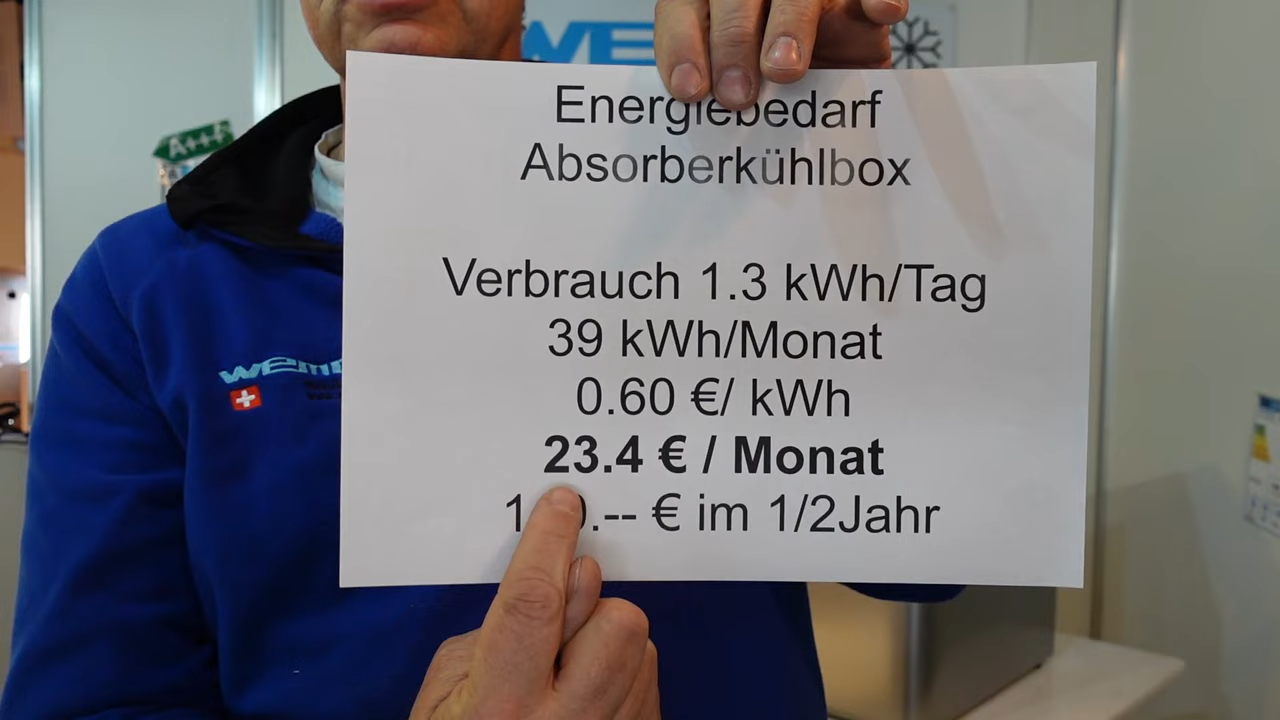 WE
A+++
Energiebedarf
Absorberkühlbox
Verbrauch 1.3 kWh/Tag
39 kWh/Monat
0.60 €/ kWh
23.4 € / Monat
€ im 1/2Jahr